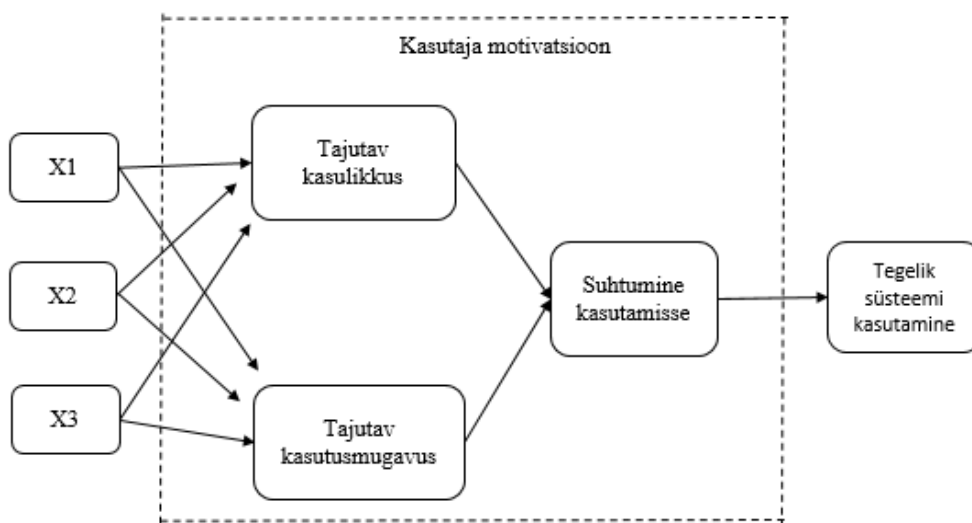 Kasutaja motivatsioon
X1
X2
X3
Tajutav
kasulikkus
Tajutav
kasutusmugavus
Suhtumine
kasutamisse
Tegelik
süsteemi
kasutamine